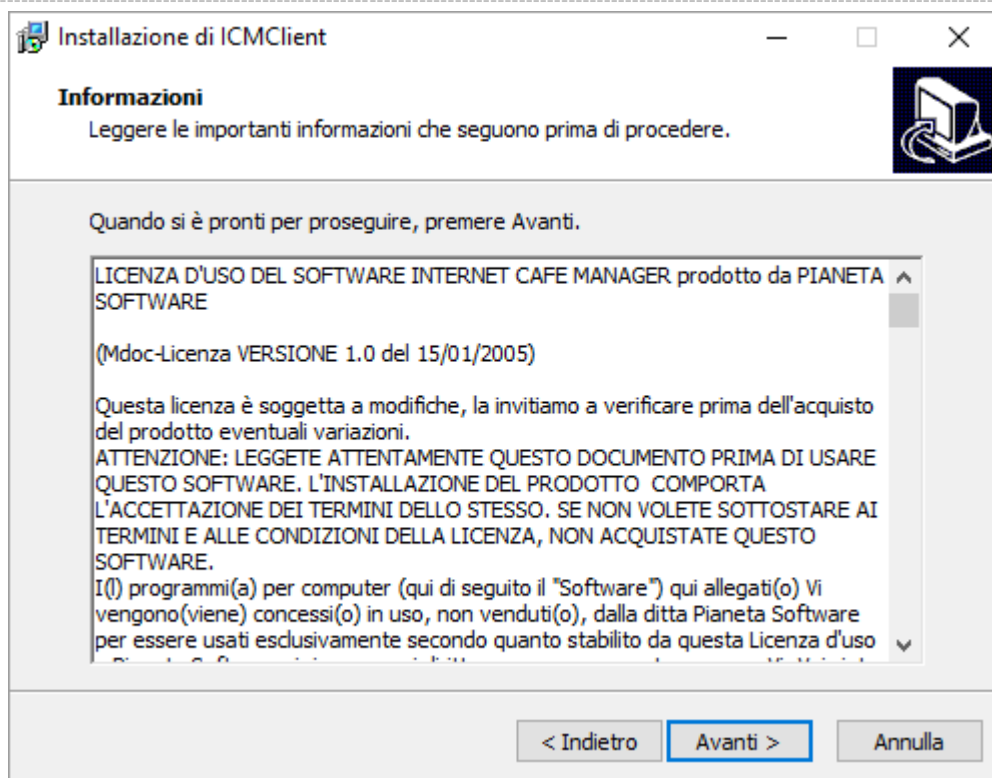 Installazione di ICMClient
Informazioni
Leggere le importanti informazioni che seguono prima di procedere.
Quando si è pronti per proseguire, premere Avanti.
LICENZA D'USO DEL SOFTWARE INTERNET CAFE MANAGER prodotto da PIANETA
SOFTWARE
(Mdoc-Licenza VERSIONE 1.0 del 15/01/2005)
Questa licenza è soggetta a modifiche, la invitiamo a verificare prima dell'acquisto
del prodotto eventuali variazioni.
ATTENZIONE: LEGGETE ATTENTAMENTE QUESTO DOCUMENTO PRIMA DI USARE
QUESTO SOFTWARE. L'INSTALLAZIONE DEL PRODOTTO  COMPORTA
L'ACCETTAZIONE DEI TERMINI DELLO STESSO. SE NON VOLETE SOTTOSTARE AI
TERMINI E ALLE CONDIZIONI DELLA LICENZA, NON ACQUISTATE QUESTO
SOFTWARE.
I(l) programmi(a) per computer (qui di seguito il "Software") qui allegati(o) Vi
vengono(viene) concessi(o) in uso, non venduti(o), dalla ditta Pianeta Software
per essere usati esclusivamente secondo quanto stabilito da questa Licenza d'uso
< Indietro
Avanti >
Annulla